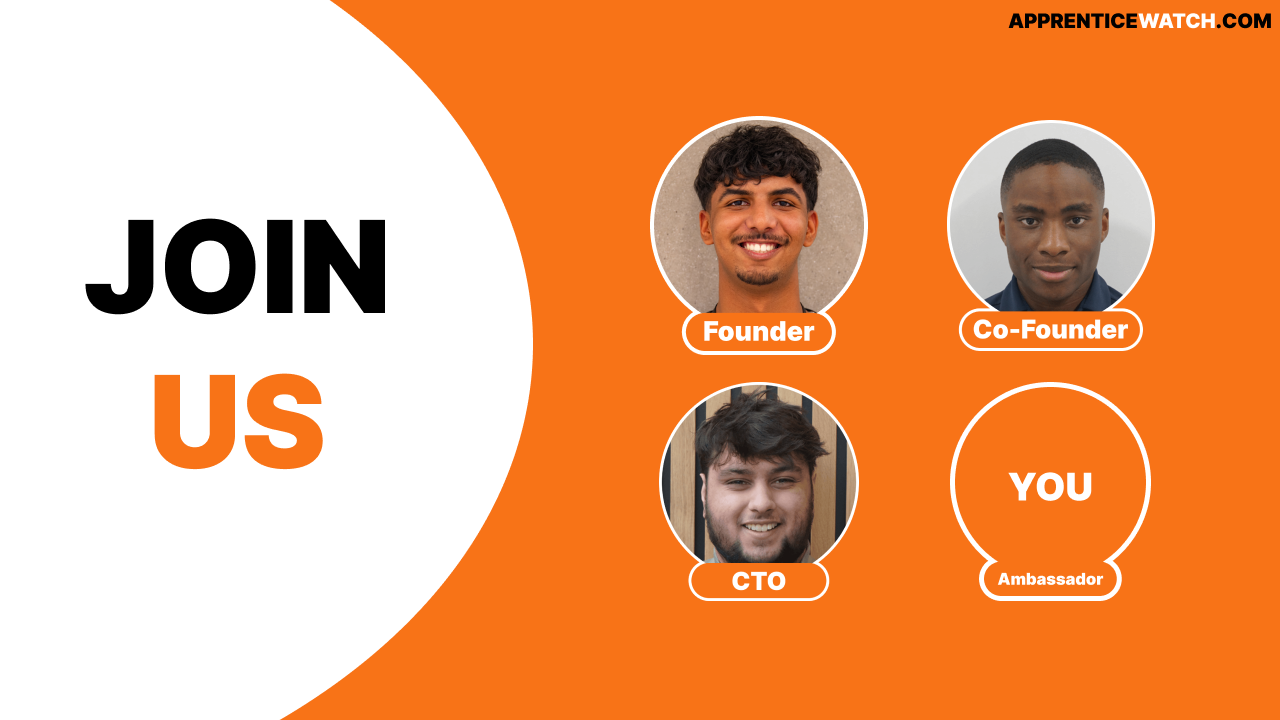 APPRENTICEWATCH.COM
JOIN
US
Founder
Co-Founder
CTO
YOU
Ambassador